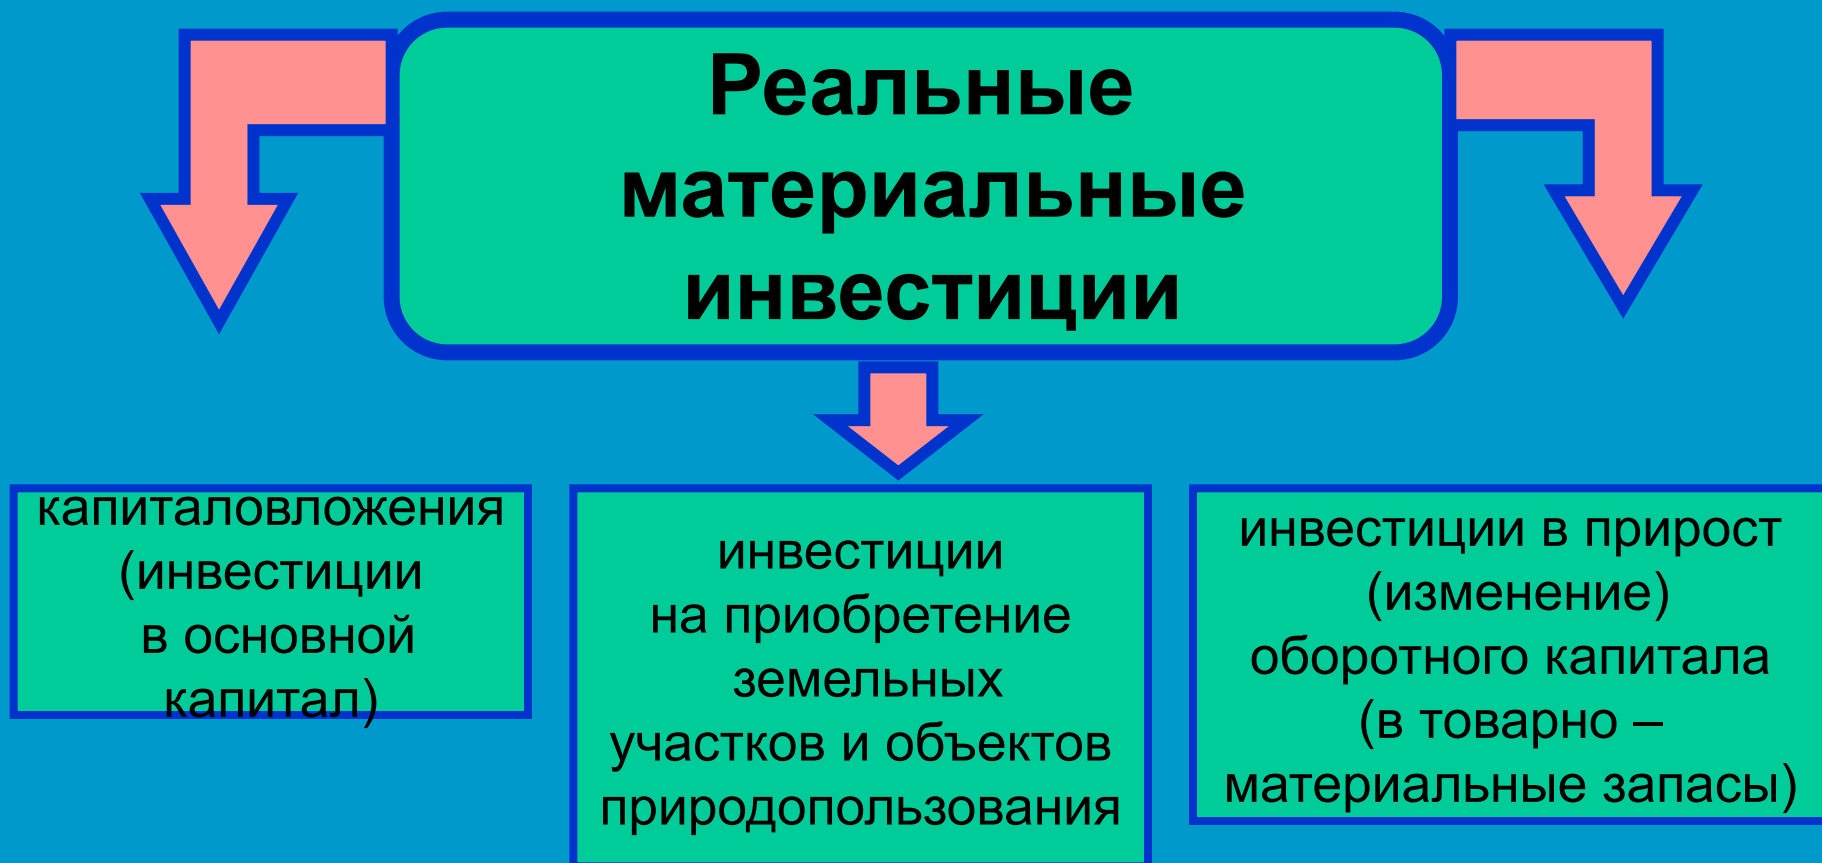 Реальные
материальные
инвестиции
капиталовложения
(инвестиции
в основной
капитал)
инвестиции
на приобретение
земельных
участков и объектов
природопользования
инвестиции в прирост
(изменение)
оборотного капитала
(в товарно –
материальные запасы)